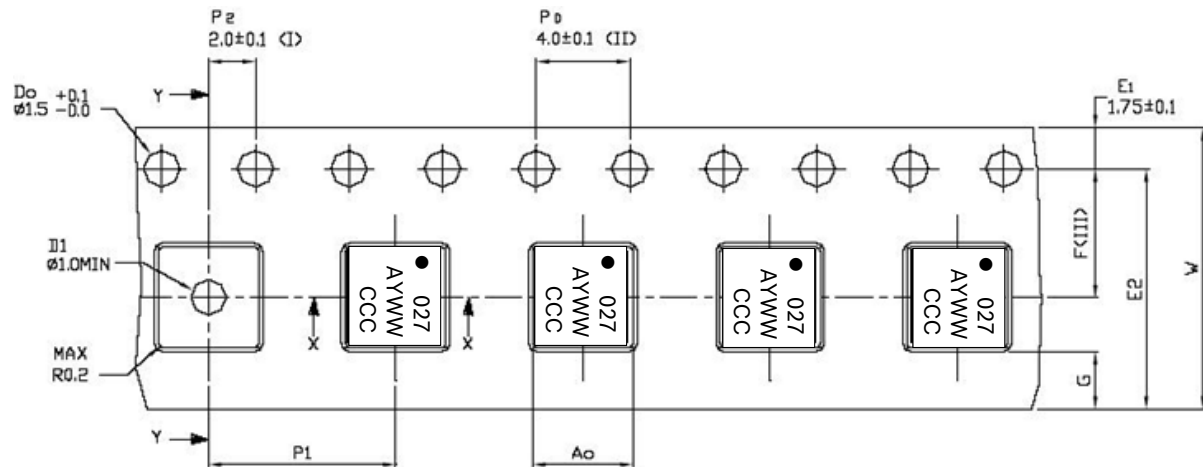 P2
2.0±0.1 (I)
P0
4.0±0.1 (II)
Do +0.1
ø1.5 -0.0
Y
E1
1.75±0.1
D1
ø1.0MIN
F(III)
E2
W
027
AYWW
CCC
027
AYWW
CCC
027
AYWW
CCC
027
AYWW
CCC
X
X
MAX
R0.2
G
Y
P1
Ao